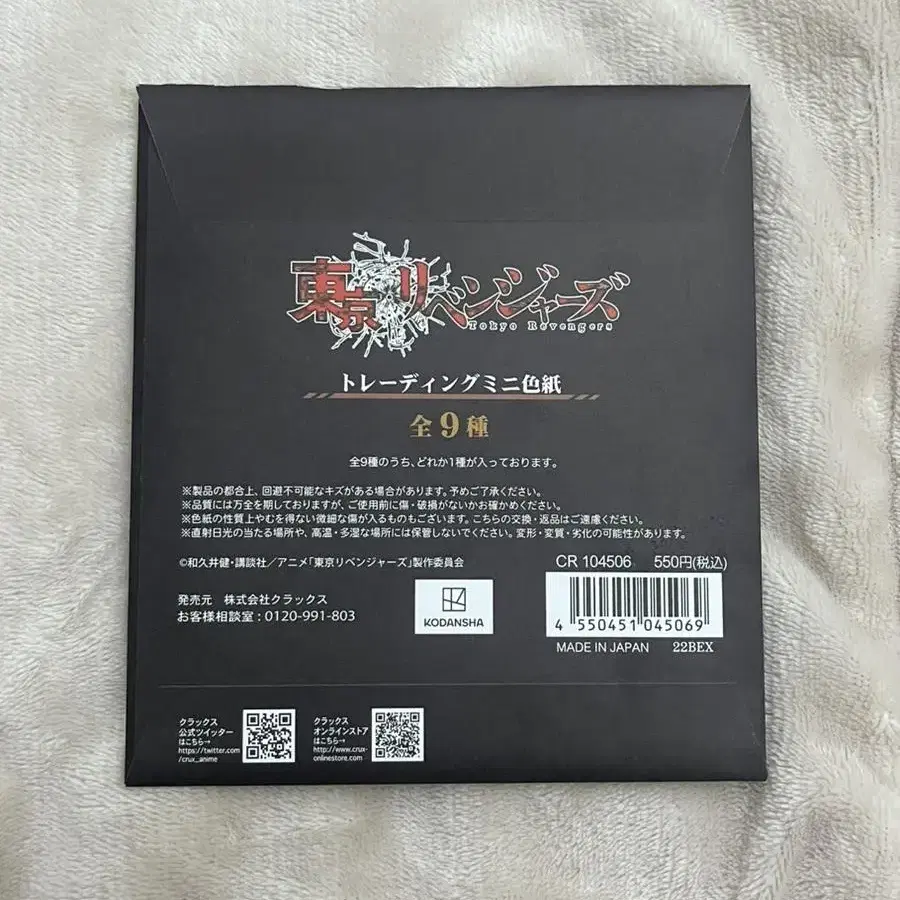 東京リベンジャーズ
Tokyo Revengers
トレーディングミニ色紙
全9種
全9種のうち、どれか1種が入っております。
※製品の都合上、回避不可能なキズがある場合があります。予めご了承ください。
※品質には万全を期しておりますが、ご使用前に傷・破損がないかお確かめください。
※色紙の性質上やむを得ない微細な傷が入るものもございます。こちらの交換・返品はご遠慮ください。
※直射日光の当たる場所や、高温・多湿な場所には保管しないでください。変形・変質・劣化の可能性があります。
©和久井健・講談社／アニメ「東京リベンジャーズ」製作委員会
CR 104506 550円(税込)
発売元 株式会社クラックス
お客様相談室：0120-991-803
KODANSHA
4 550451 045069
MADE IN JAPAN 22BEX
クラックス
公式ツイッター
はこちら→
https://twitter.com
/crux_anime
クラックス
オンラインストア
はこちら→
http://www.crux-
onlinestore.com